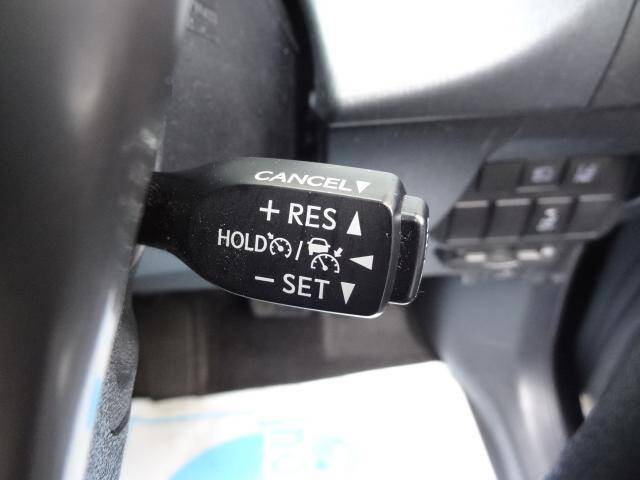 CANCEL▼
+ RES ▲
HOLD / ◄
− SET ▼